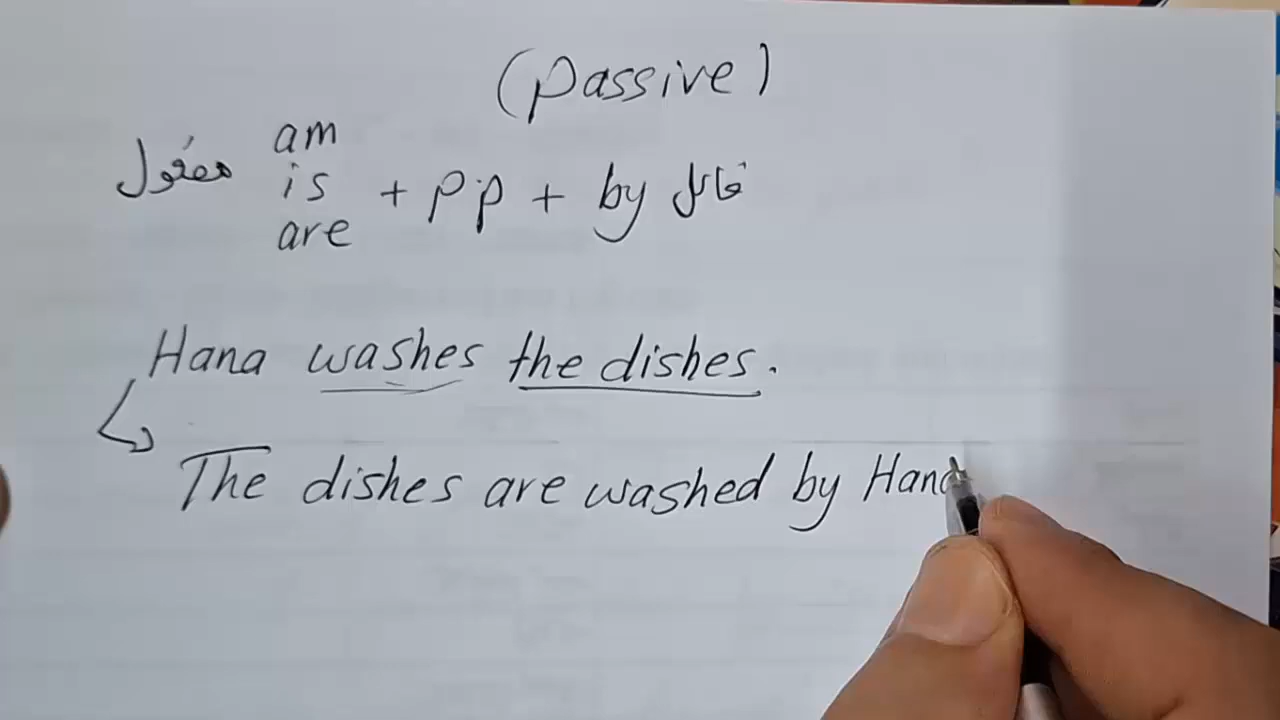 (passive)
مفعول am is are + p.p + by فاعل
Hana washes the dishes.
The dishes are washed by Hana